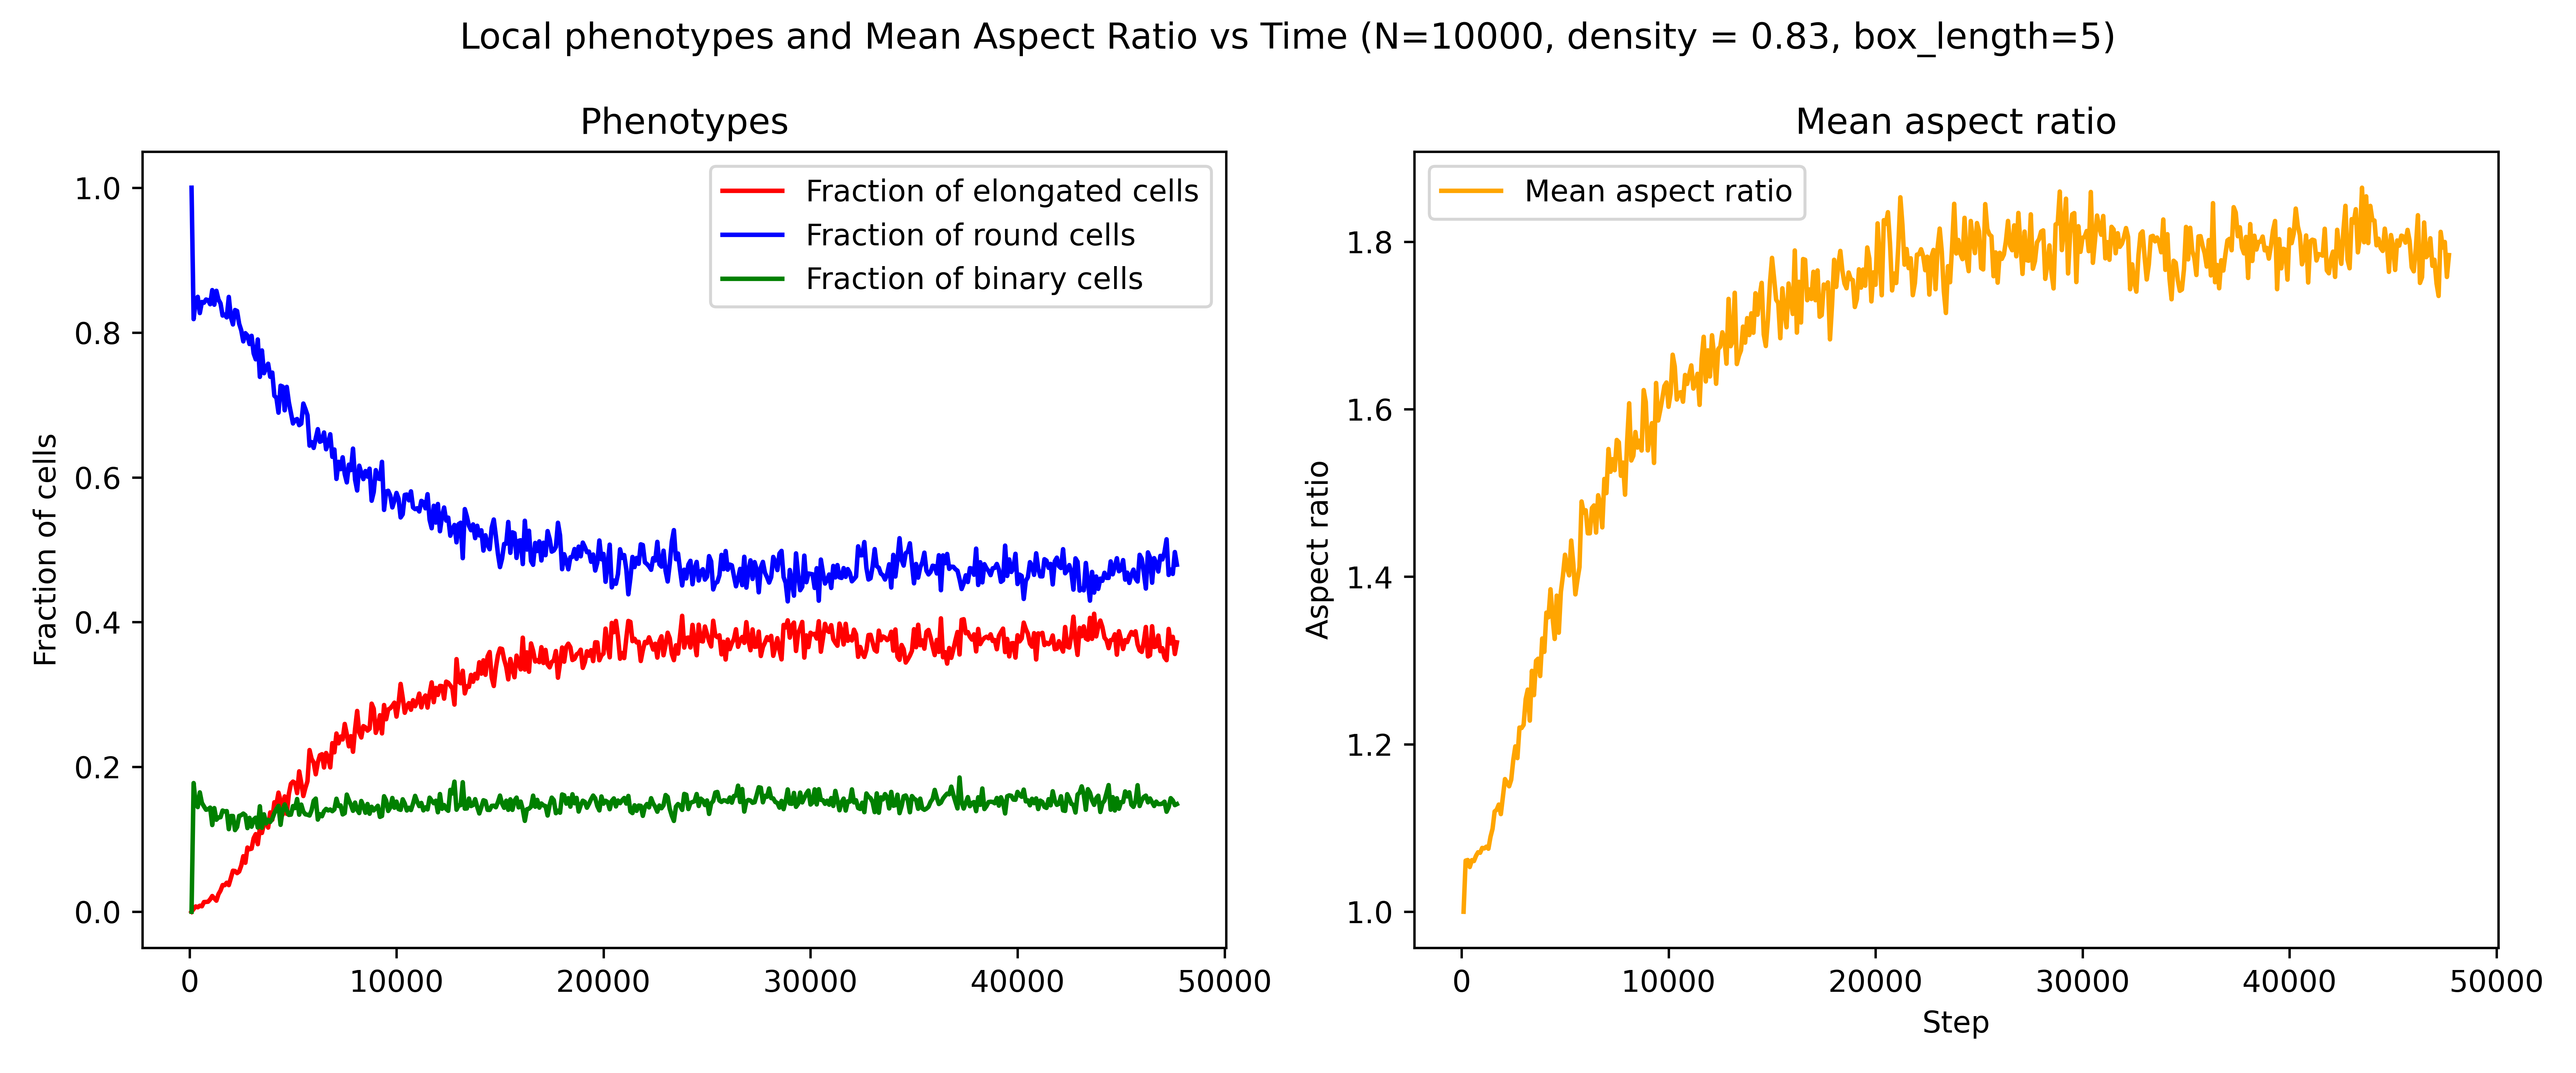 Local phenotypes and Mean Aspect Ratio vs Time (N=10000, density = 0.83, box_length=5)
Phenotypes
Fraction of cells
1.0
0.8
0.6
0.4
0.2
0.0
Fraction of elongated cells
Fraction of round cells
Fraction of binary cells
0
10000
20000
30000
40000
50000
Mean aspect ratio
Aspect ratio
1.8
1.6
1.4
1.2
1.0
Mean aspect ratio
0
10000
20000
30000
40000
50000
Step